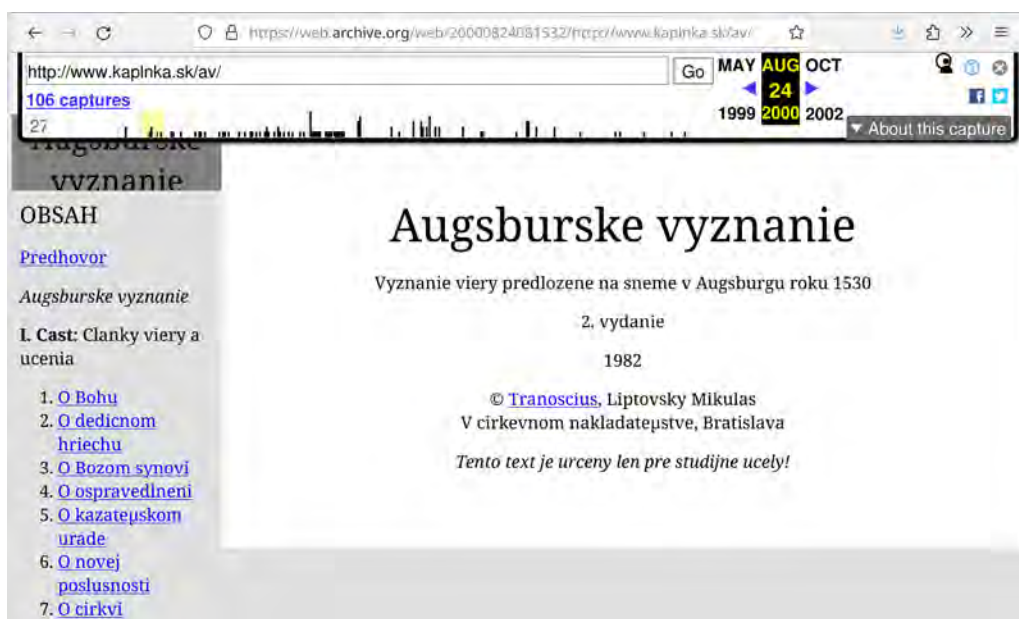 https://web.archive.org/web/20000824081532/http://www.kaplnka.sk/av/
http://www.kaplnka.sk/av/
Go
MAY AUG OCT
106 captures
24
27
1999 2000 2002
About this capture
Augsburske
vyznanie
OBSAH
Predhovor
Augsburske vyznanie
I. Cast: Clanky viery a
ucenia
1. O Bohu
2. O dedicnom
hriechu
3. O Bozom synovi
4. O ospravedlneni
5. O kazateµskom
urade
6. O novej
poslusnosti
7. O cirkvi
Augsburske vyznanie
Vyznanie viery predlozene na sneme v Augsburgu roku 1530
2. vydanie
1982
© Tranoscius, Liptovsky Mikulas
V cirkevnom nakladateµstve, Bratislava
Tento text je urceny len pre studijne ucely!